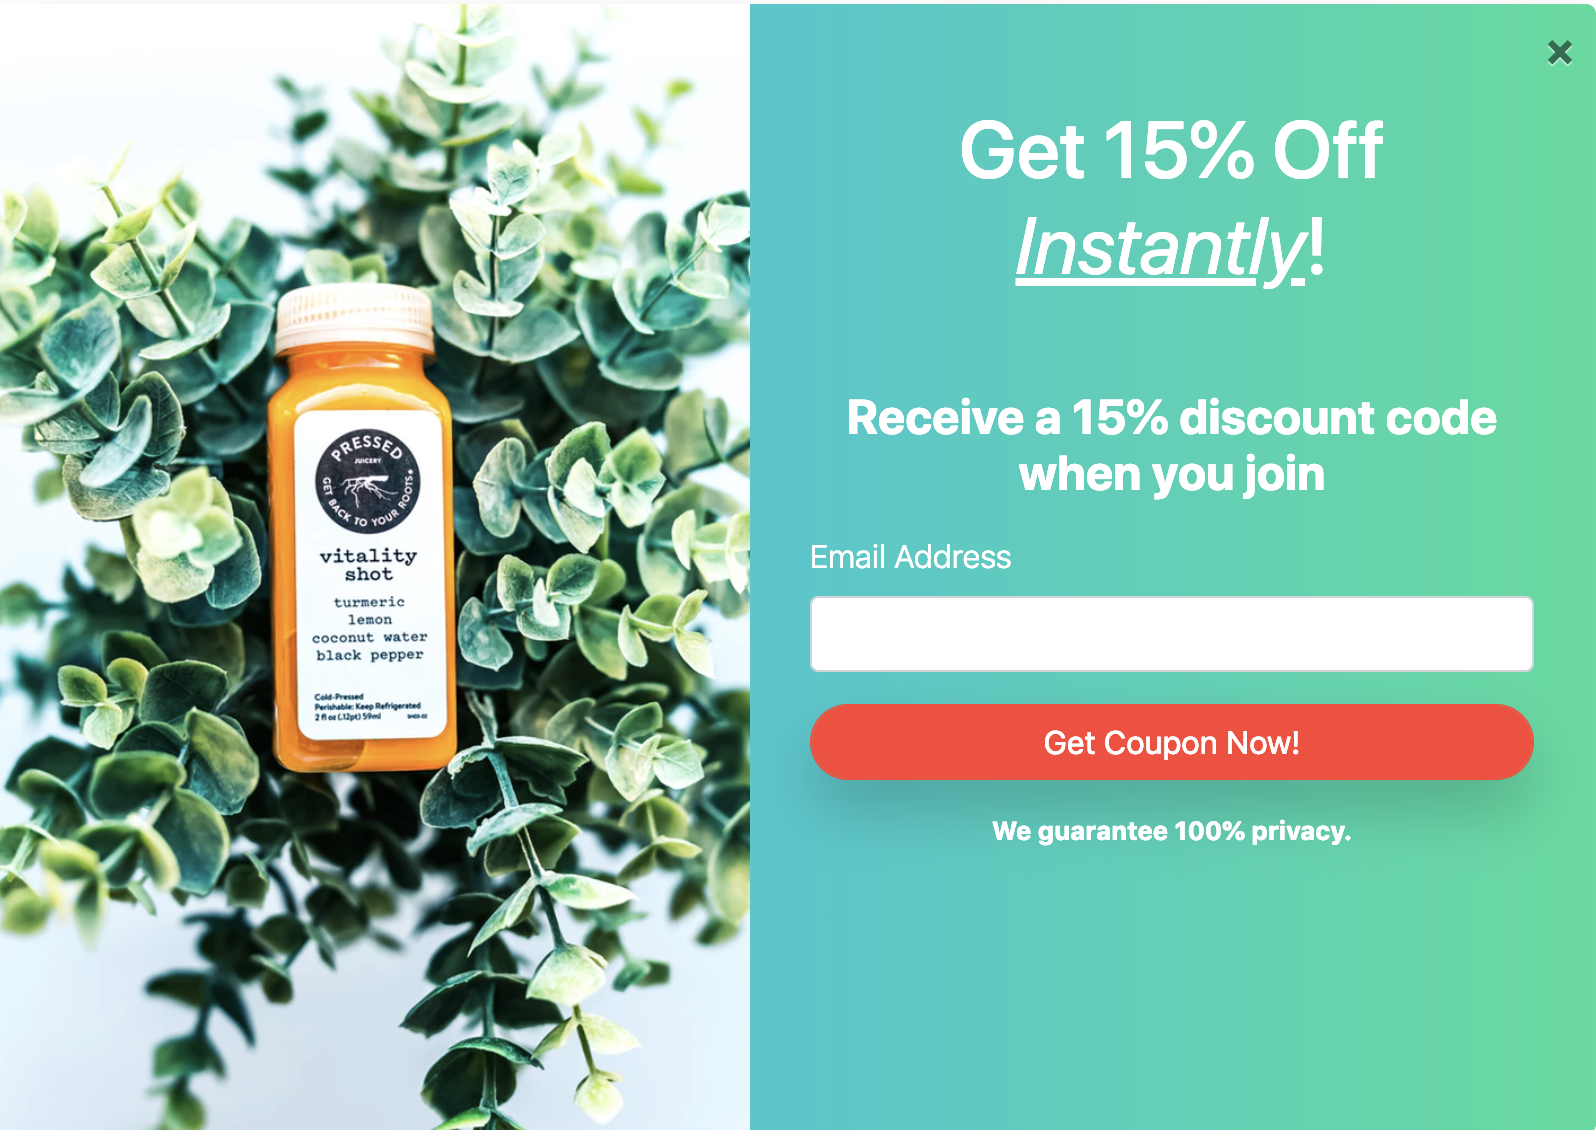 PRESSED
JUICERY
GET BACK TO YOUR ROOTS
vitality
shot
turmeric
lemon
coconut water
black pepper
Cold-Pressed
Perishable: Keep Refrigerated
2 fl oz (.12pt) 59ml SH03-02
×
Get 15% Off
Instantly!
Receive a 15% discount code
when you join
Email Address
Get Coupon Now!
We guarantee 100% privacy.